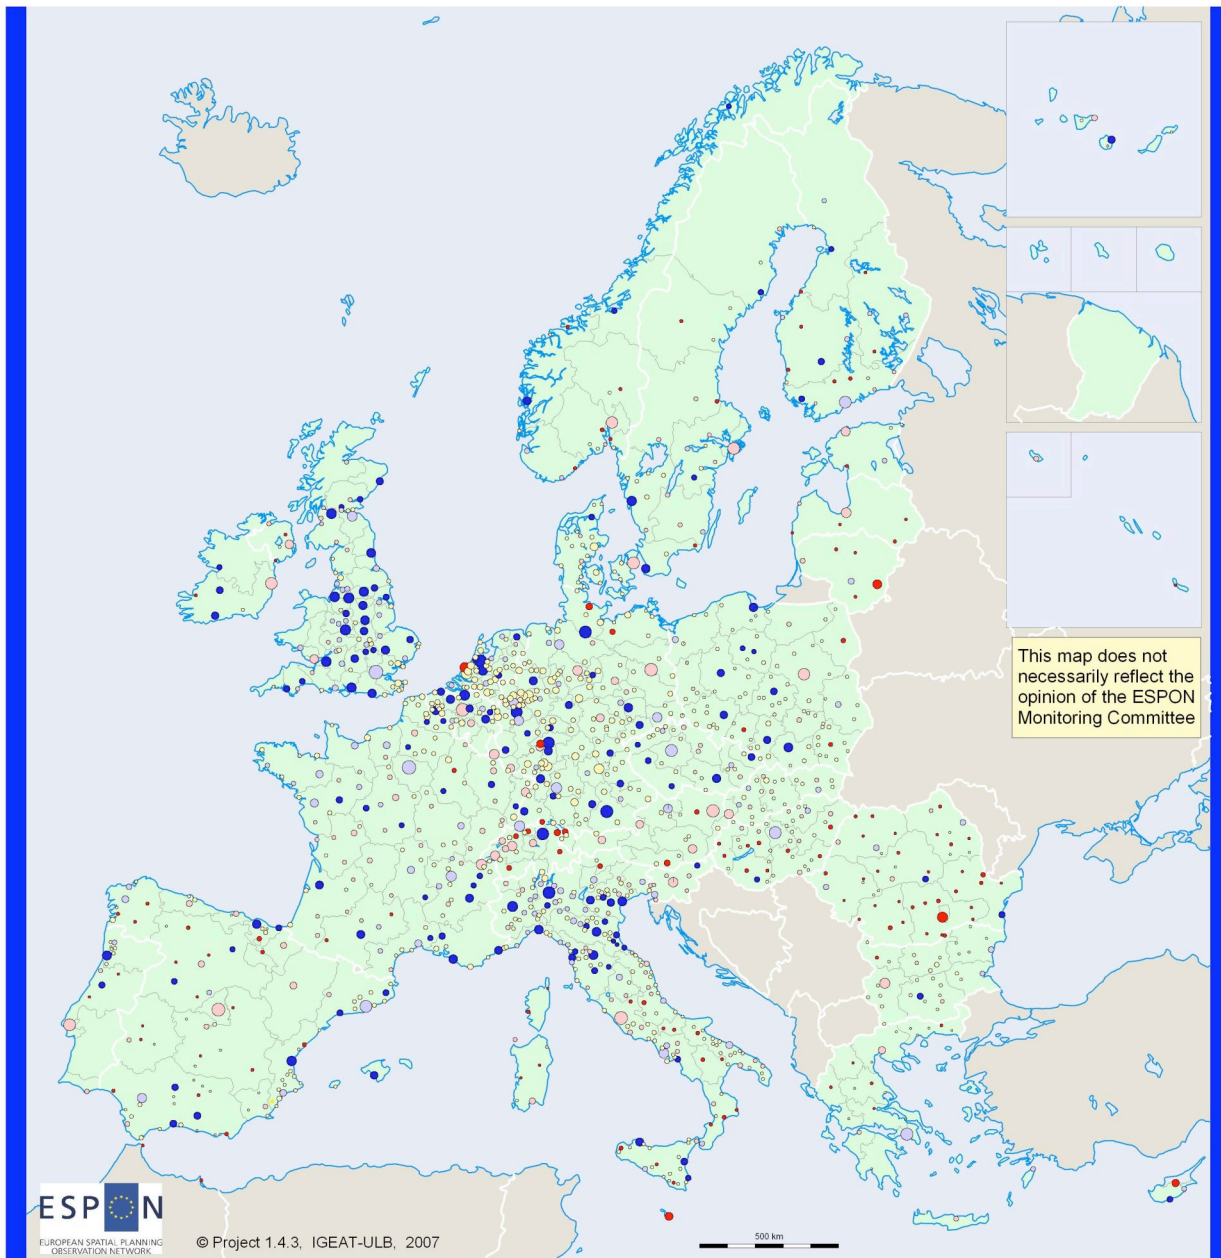 This map does not
necessarily reflect the
opinion of the ESPON
Monitoring Committee
ESPON
EUROPEAN SPATIAL PLANNING
OBSERVATION NETWORK
© Project 1.4.3, IGEAT-ULB, 2007
500 km